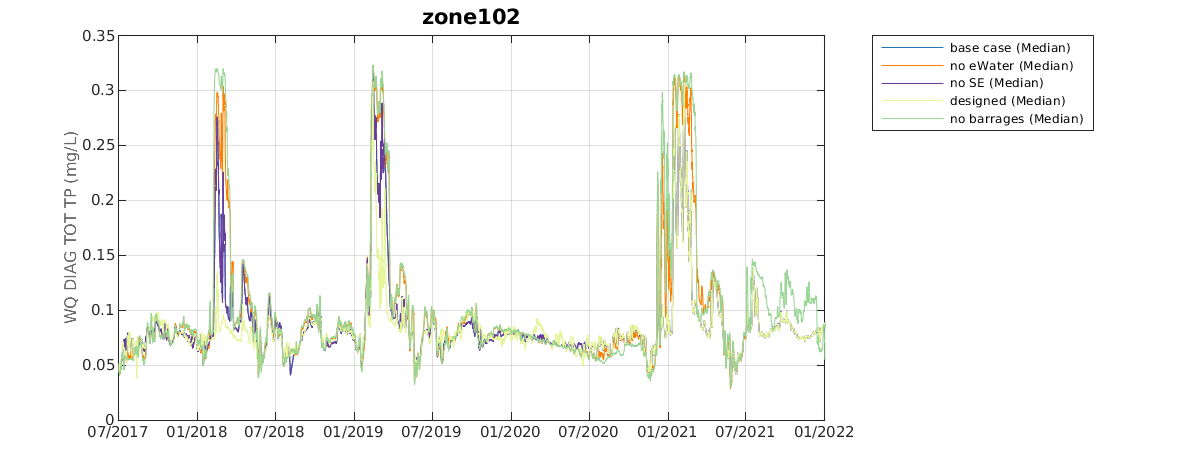 zone102
WQ DIAG TOT TP (mg/L)
0.35
0.3
0.25
0.2
0.15
0.1
0.05
0
07/2017 01/2018 07/2018 01/2019 07/2019 01/2020 07/2020 01/2021 07/2021 01/2022
base case (Median)
no eWater (Median)
no SE (Median)
designed (Median)
no barrages (Median)